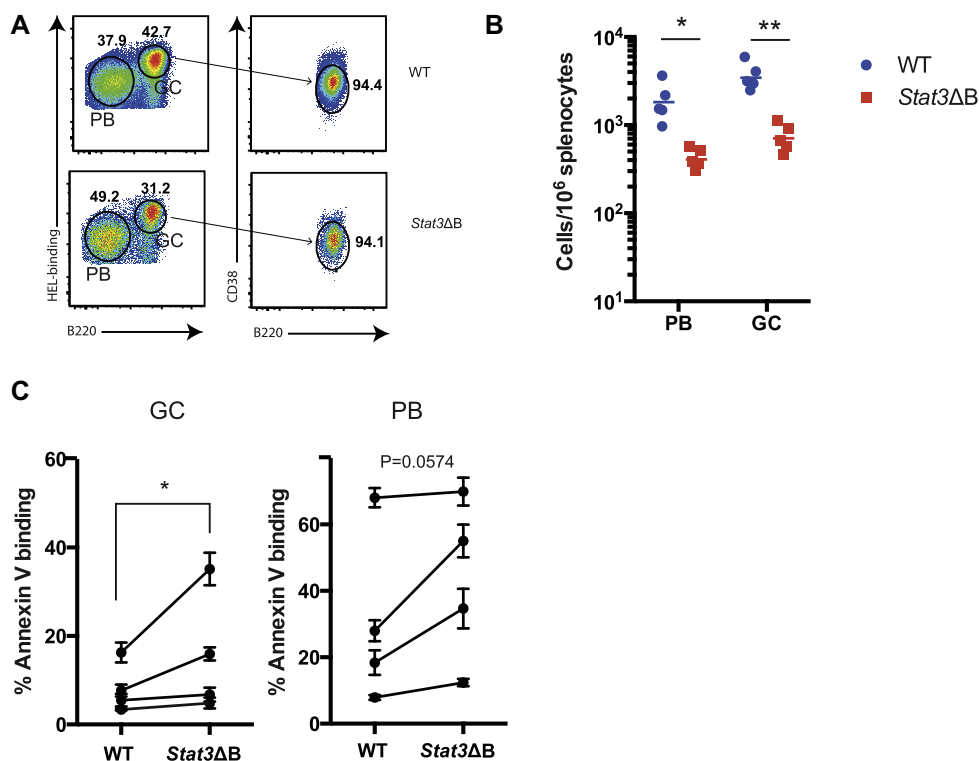 A
37.9
42.7
GC
PB
94.4
WT
49.2
31.2
GC
PB
94.1
Stat3ΔB
HEL-binding
CD38
B220
B220
B
* **
WT
Stat3ΔB
Cells/10⁶ splenocytes
10⁴
10³
10²
10¹
PB GC
C
GC
% Annexin V binding
60
40
20
0
*
WT Stat3ΔB
PB
P=0.0574
% Annexin V binding
60
40
20
0
WT Stat3ΔB